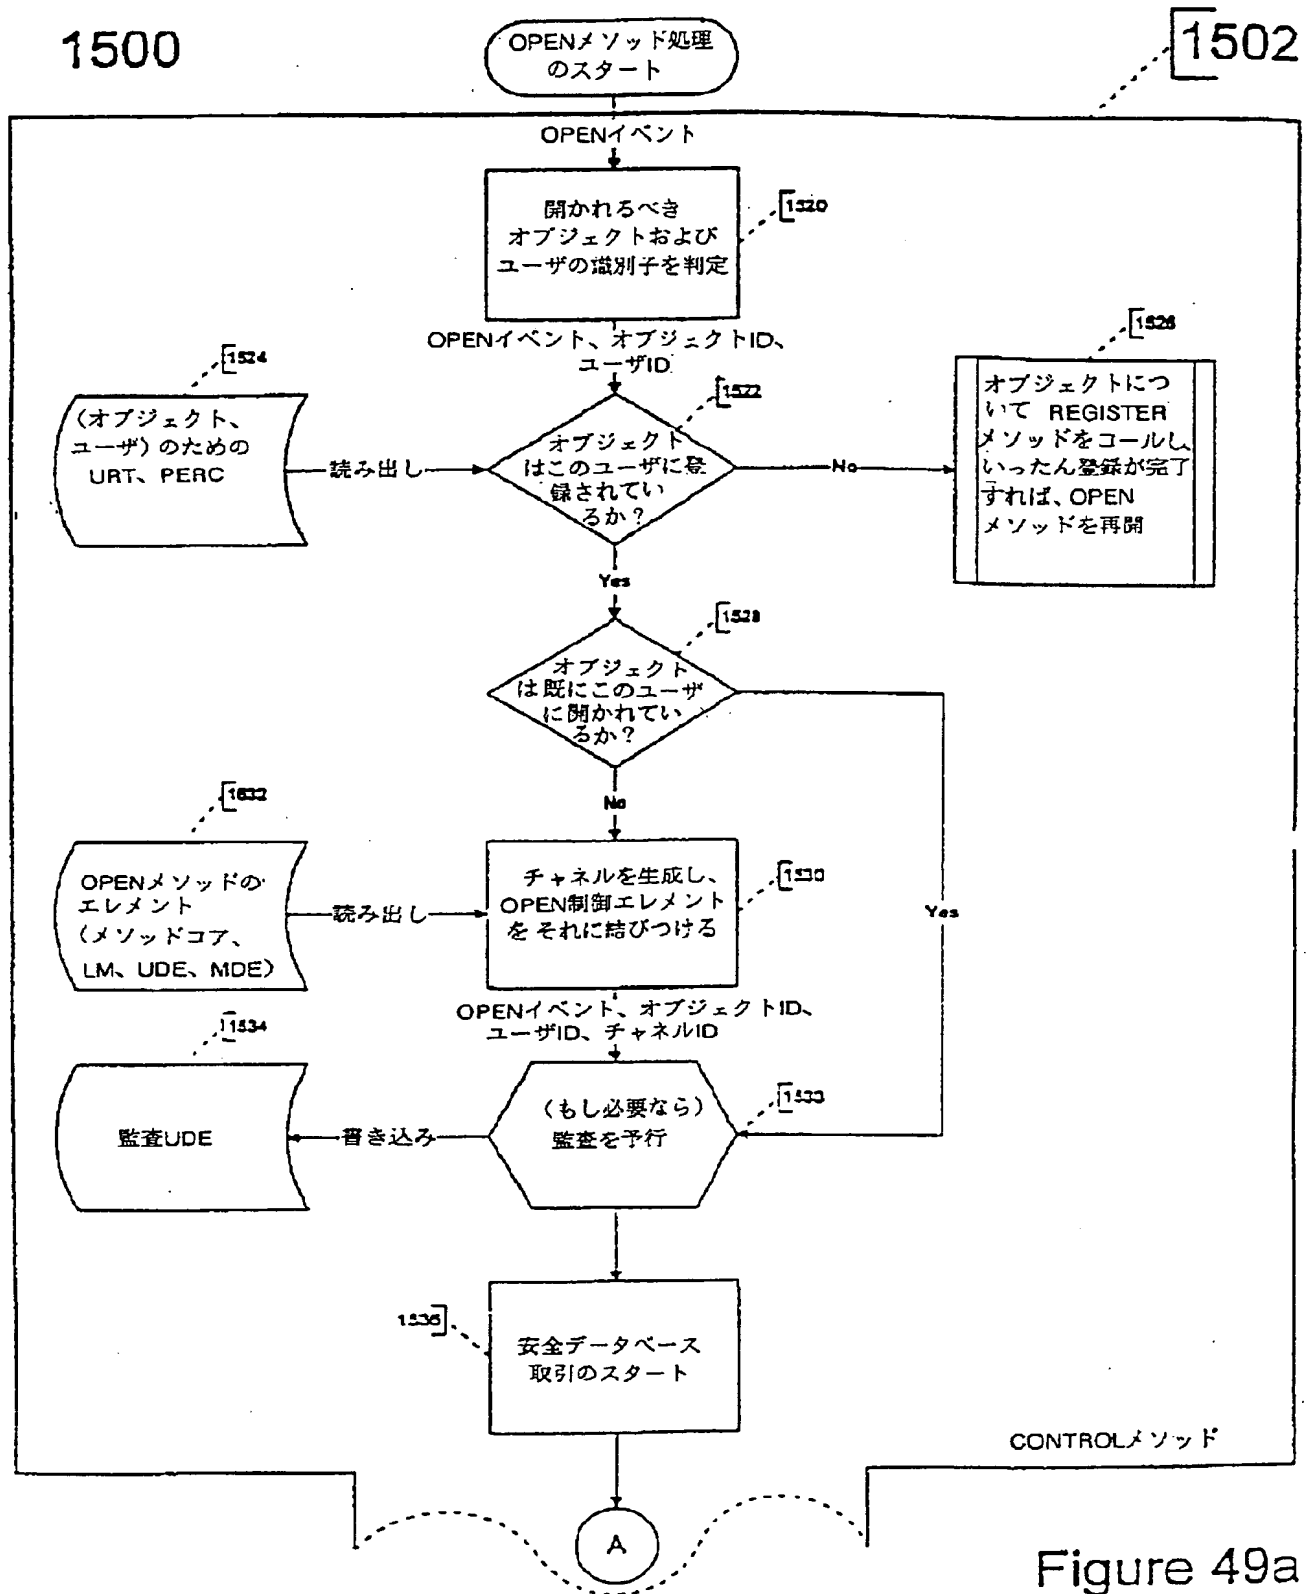 1500
OPENメソッド処理
のスタート
1502
OPENイベント
開かれるべき
オブジェクトおよび
ユーザの識別子を判定
1520
OPENイベント、オブジェクトID、
ユーザID
1524
(オブジェクト、
ユーザ)のための
URT、PERC
読み出し
1522
オブジェクト
はこのユーザに登
録されてい
るか?
No
1526
オブジェクトにつ
いて REGISTER
メソッドをコールし、
いったん登録が完了
すれば、OPEN
メソッドを再開
Yes
1528
オブジェクト
は既にこのユーザ
に開かれてい
るか?
No
Yes
1532
OPENメソッドの
エレメント
(メソッドコア、
LM、UDE、MDE)
読み出し
チャネルを生成し、
OPEN制御エレメント
を それに結びつける
1530
OPENイベント、オブジェクトID、
ユーザID、チャネルID
1534
監査UDE
書き込み
(もし必要なら)
監査を予行
1533
1536
安全データベース
取引のスタート
CONTROLメソッド
A
Figure 49a